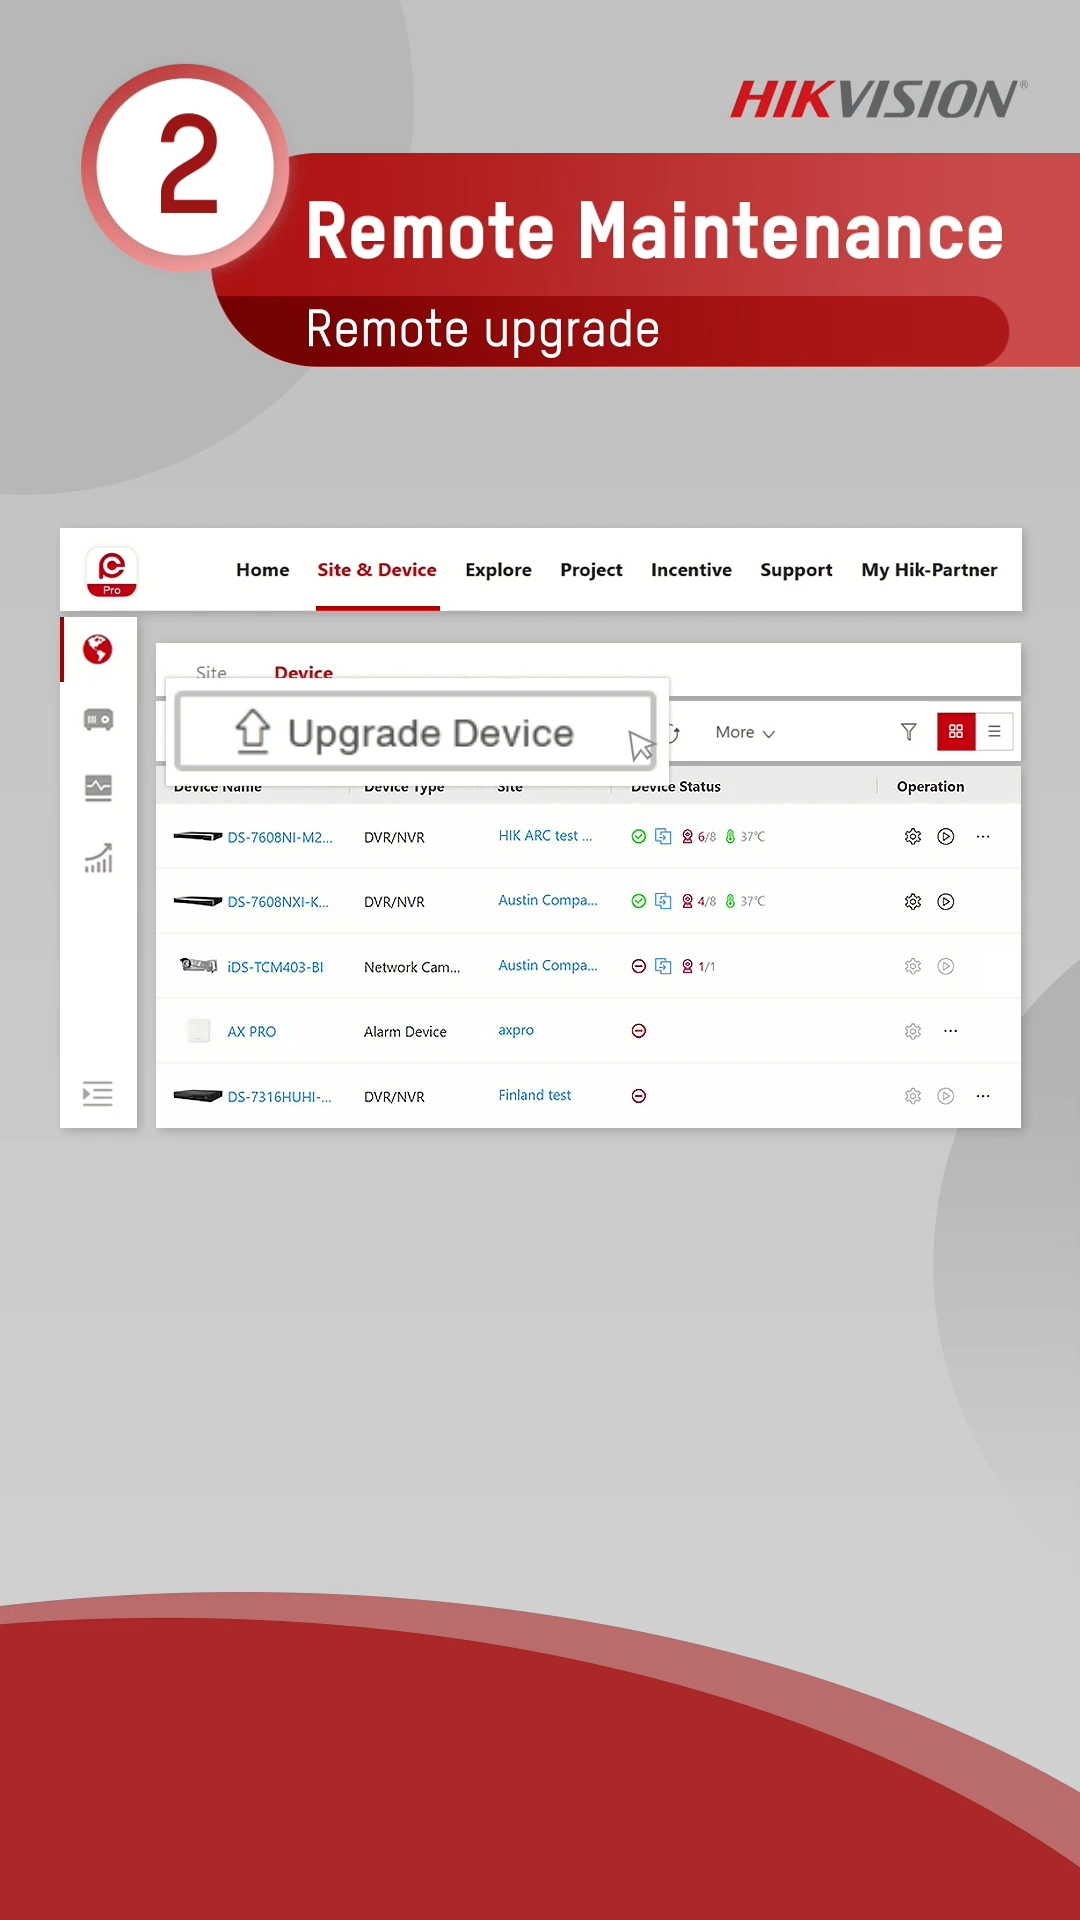 HIKVISION®
2
Remote Maintenance
Remote upgrade
Pro
Home Site & Device Explore Project Incentive Support My Hik-Partner
Site Device
Upgrade Device
More
Device Name Device Type Site Device Status Operation
DS-7608NI-M2... DVR/NVR HIK ARC test ... 6/8 37°C ...
DS-7608NXI-K... DVR/NVR Austin Compa... 4/8 37°C
iDS-TCM403-BI Network Cam... Austin Compa... 1/1
AX PRO Alarm Device axpro ...
DS-7316HUHI-... DVR/NVR Finland test ...